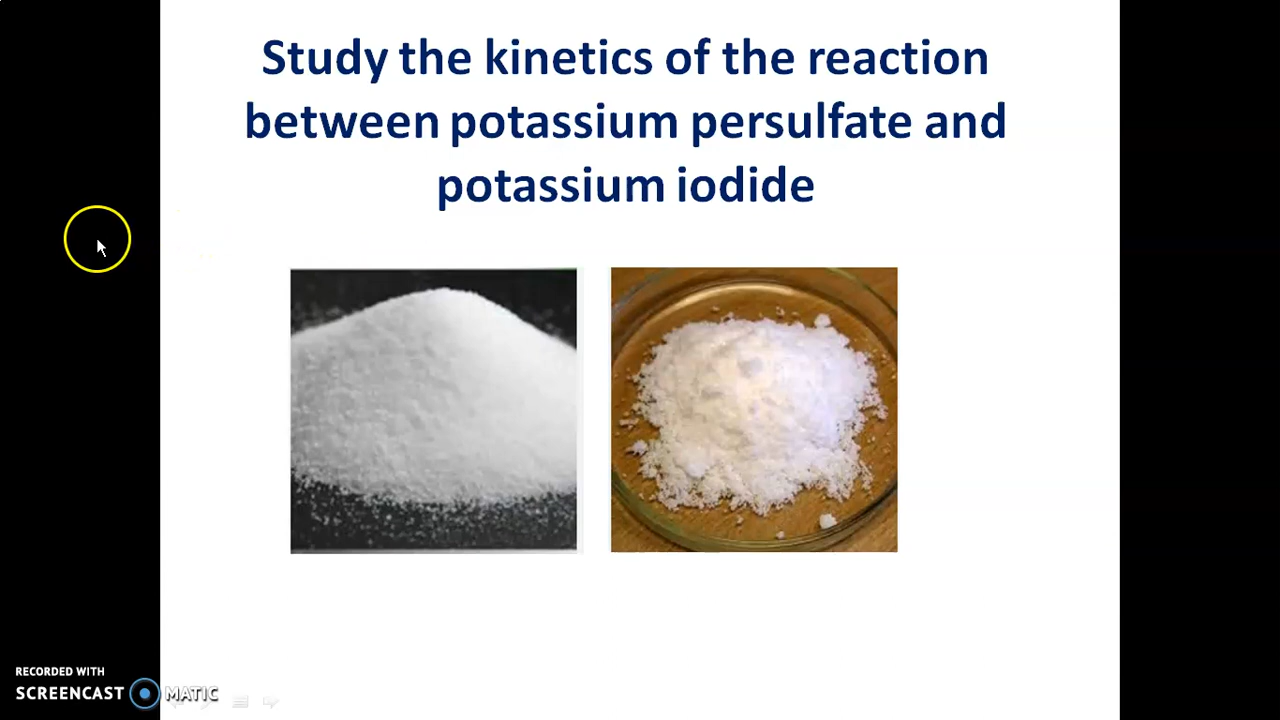 Study the kinetics of the reaction
between potassium persulfate and
potassium iodide
RECORDED WITH
SCREENCAST MATIC